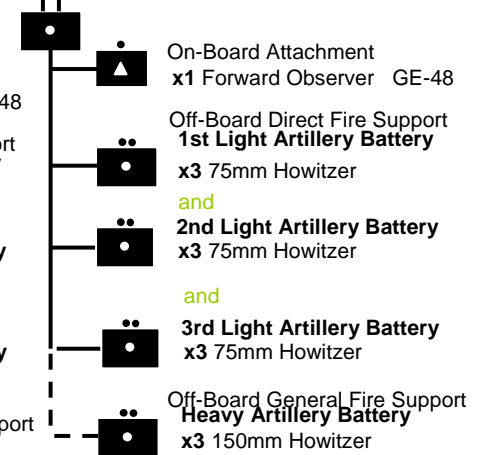 On-Board Attachment
x1 Forward Observer GE-48
48
Off-Board Direct Fire Support
rt
1st Light Artillery Battery
x3 75mm Howitzer
and
2nd Light Artillery Battery
y
x3 75mm Howitzer
and
3rd Light Artillery Battery
y
x3 75mm Howitzer
Off-Board General Fire Support
Heavy Artillery Battery
port
x3 150mm Howitzer